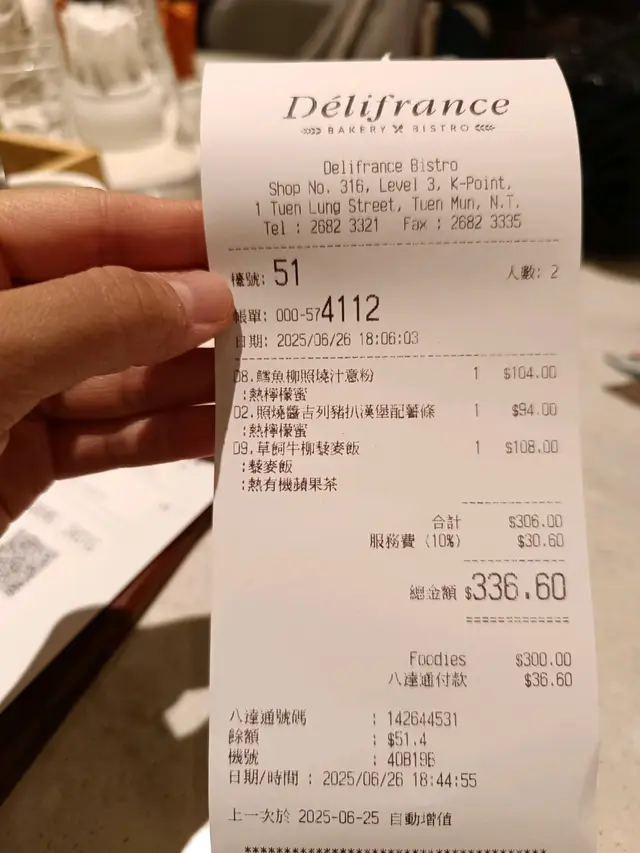 Délifrance
BAKERY BISTRO
Delifrance Bistro
Shop No. 316, Level 3, K-Point,
1 Tuen Lung Street, Tuen Mun, N.T.
Tel : 2682 3321 Fax : 2682 3335
檯號: 51 人數: 2
帳單: 000-574112
日期: 2025/06/26 18:06:03
08.鱈魚柳照燒汁意粉 1 $104.00
:熱檸檬蜜
02.照燒醬吉列豬扒漢堡配薯條 1 $94.00
:熱檸檬蜜
09.草飼牛柳藜麥飯 1 $108.00
:藜麥飯
:熱有機蘋果茶
合計 $306.00
服務費 (10%) $30.60
總金額 $336.60
=============
Foodies $300.00
八達通付款 $36.60
八達通號碼 : 142644531
餘額 : $51.4
機號 : 40B19B
日期/時間 : 2025/06/26 18:44:55
上一次於 2025-06-25 自動增值